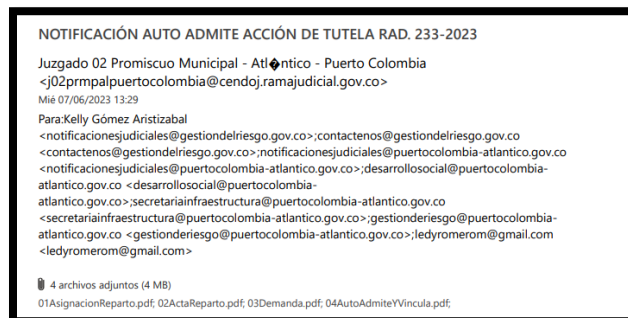 NOTIFICACIÓN AUTO ADMITE ACCIÓN DE TUTELA RAD. 233-2023
Juzgado 02 Promiscuo Municipal - Atl�ntico - Puerto Colombia
<j02prmpalpuertocolombia@cendoj.ramajudicial.gov.co>
Mié 07/06/2023 13:29
Para:Kelly Gómez Aristizabal
<notificacionesjudiciales@gestiondelriesgo.gov.co>;contactenos@gestiondelriesgo.gov.co
<contactenos@gestiondelriesgo.gov.co>;notificacionesjudiciales@puertocolombia-atlantico.gov.co
<notificacionesjudiciales@puertocolombia-atlantico.gov.co>;desarrollosocial@puertocolombia-
atlantico.gov.co <desarrollosocial@puertocolombia-
atlantico.gov.co>;secretariainfraestructura@puertocolombia-atlantico.gov.co
<secretariainfraestructura@puertocolombia-atlantico.gov.co>;gestionderiesgo@puertocolombia-
atlantico.gov.co <gestionderiesgo@puertocolombia-atlantico.gov.co>;ledyromerom@gmail.com
<ledyromerom@gmail.com>
4 archivos adjuntos (4 MB)
01AsignacionReparto.pdf; 02ActaReparto.pdf; 03Demanda.pdf; 04AutoAdmiteYVincula.pdf;